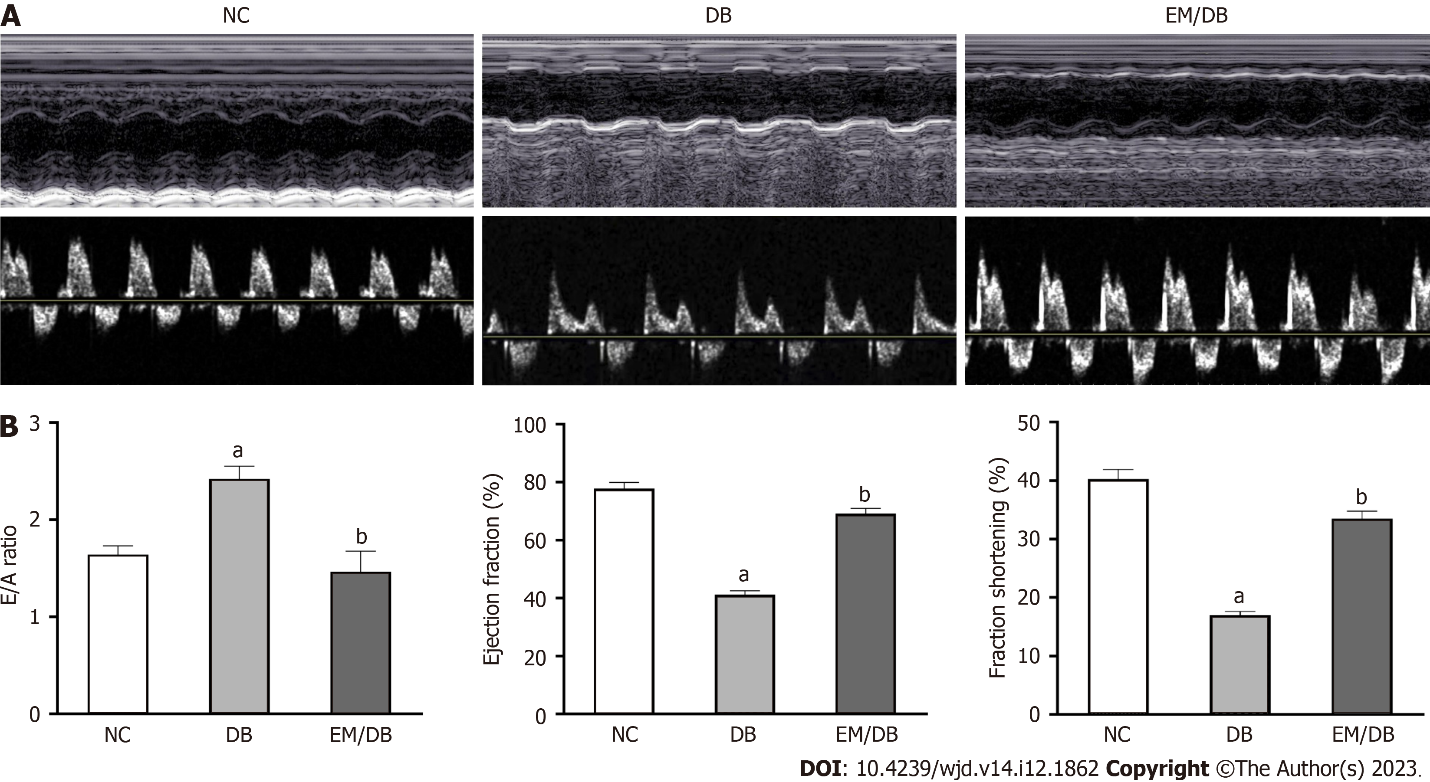 A
NC
DB
EM/DB
B
E/A ratio
3
2
1
0
a
b
NC
DB
EM/DB
Ejection fraction (%)
100
80
60
40
20
0
a
b
NC
DB
EM/DB
Fraction shortening (%)
50
40
30
20
10
0
a
b
NC
DB
EM/DB
DOI: 10.4239/wjd.v14.i12.1862 Copyright ©The Author(s) 2023.